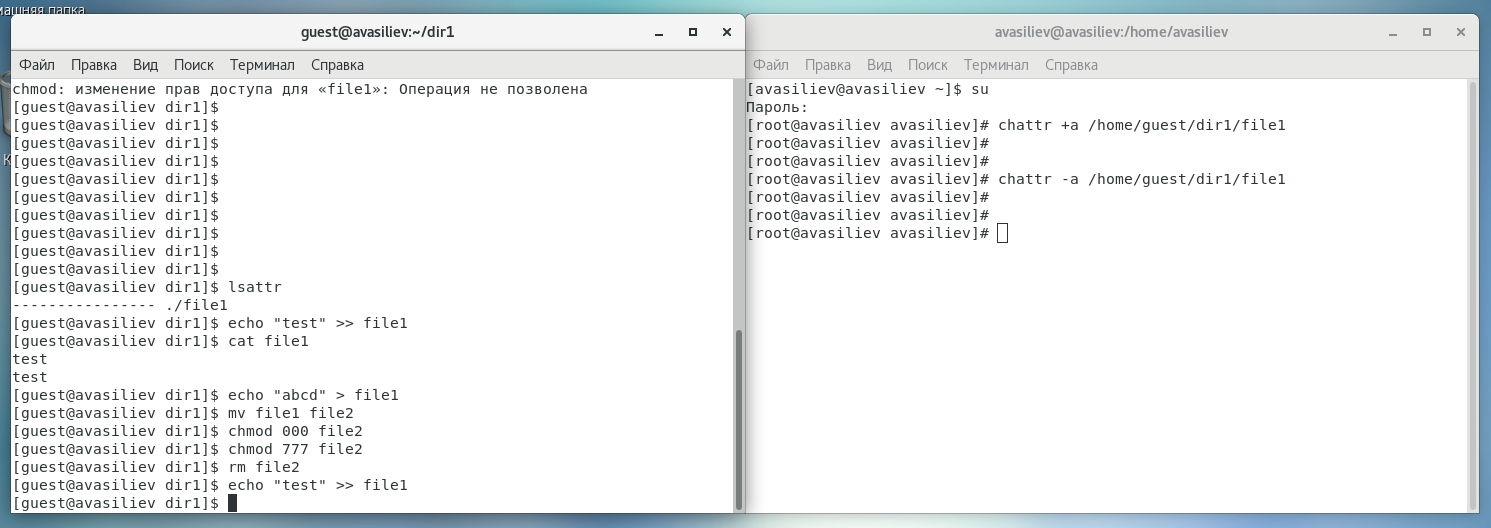 машняя папка
guest@avasiliev:~/dir1
Файл Правка Вид Поиск Терминал Справка
chmod: изменение прав доступа для «file1»: Операция не позволена
[guest@avasiliev dir1]$
[guest@avasiliev dir1]$
[guest@avasiliev dir1]$
[guest@avasiliev dir1]$
[guest@avasiliev dir1]$
[guest@avasiliev dir1]$
[guest@avasiliev dir1]$
[guest@avasiliev dir1]$
[guest@avasiliev dir1]$
[guest@avasiliev dir1]$
[guest@avasiliev dir1]$ lsattr
---------------- ./file1
[guest@avasiliev dir1]$ echo "test" >> file1
[guest@avasiliev dir1]$ cat file1
test
test
[guest@avasiliev dir1]$ echo "abcd" > file1
[guest@avasiliev dir1]$ mv file1 file2
[guest@avasiliev dir1]$ chmod 000 file2
[guest@avasiliev dir1]$ chmod 777 file2
[guest@avasiliev dir1]$ rm file2
[guest@avasiliev dir1]$ echo "test" >> file1
[guest@avasiliev dir1]$
avasiliev@avasiliev:/home/avasiliev
Файл Правка Вид Поиск Терминал Справка
[avasiliev@avasiliev ~]$ su
Пароль:
[root@avasiliev avasiliev]# chattr +a /home/guest/dir1/file1
[root@avasiliev avasiliev]#
[root@avasiliev avasiliev]#
[root@avasiliev avasiliev]# chattr -a /home/guest/dir1/file1
[root@avasiliev avasiliev]#
[root@avasiliev avasiliev]#
[root@avasiliev avasiliev]#
К